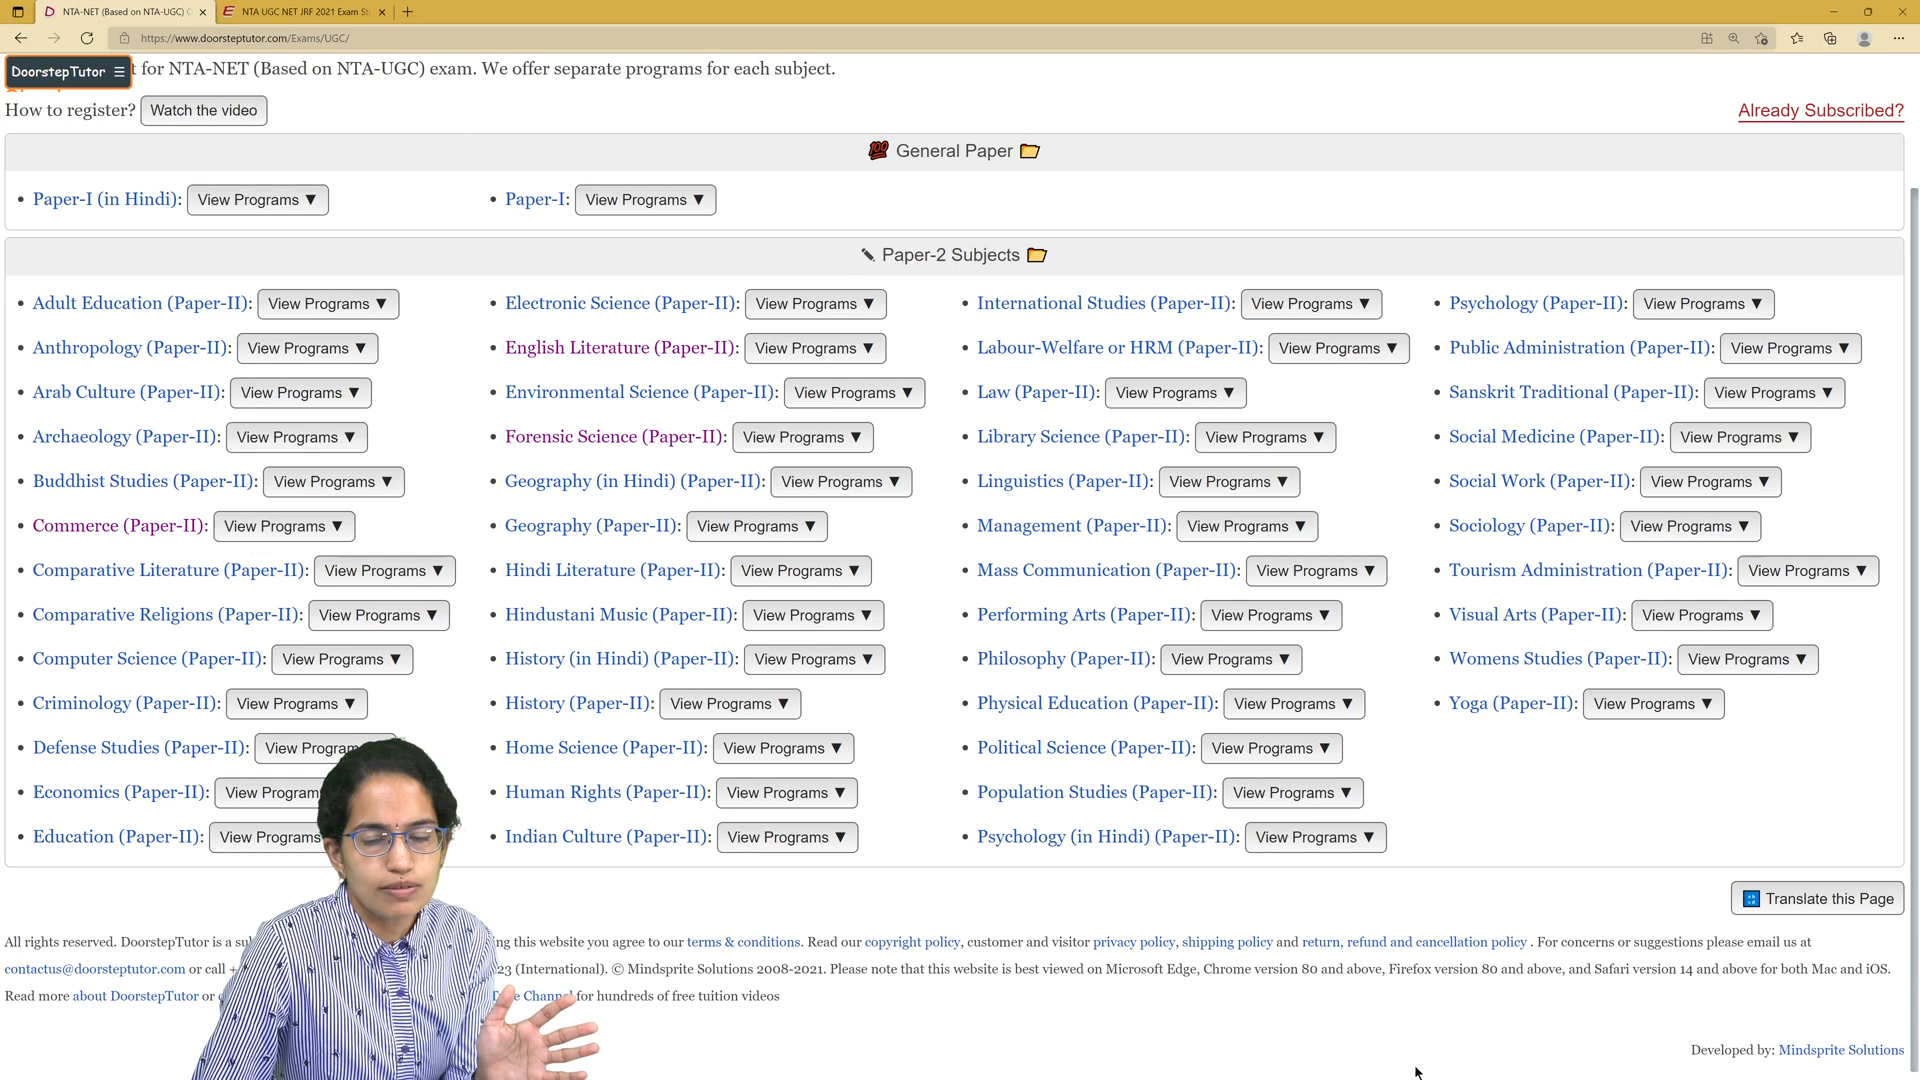 NTA-NET (Based on NTA-UGC)
NTA UGC NET JRF 2021 Exam
https://www.doorsteptutor.com/Exams/UGC/
DoorstepTutor ☰ t for NTA-NET (Based on NTA-UGC) exam. We offer separate programs for each subject.
How to register? Watch the video Already Subscribed?
General Paper
• Paper-I (in Hindi): View Programs ▼ • Paper-I: View Programs ▼
Paper-2 Subjects
• Adult Education (Paper-II): View Programs ▼ • Electronic Science (Paper-II): View Programs ▼ • International Studies (Paper-II): View Programs ▼ • Psychology (Paper-II): View Programs ▼
• Anthropology (Paper-II): View Programs ▼ • English Literature (Paper-II): View Programs ▼ • Labour-Welfare or HRM (Paper-II): View Programs ▼ • Public Administration (Paper-II): View Programs ▼
• Arab Culture (Paper-II): View Programs ▼ • Environmental Science (Paper-II): View Programs ▼ • Law (Paper-II): View Programs ▼ • Sanskrit Traditional (Paper-II): View Programs ▼
• Archaeology (Paper-II): View Programs ▼ • Forensic Science (Paper-II): View Programs ▼ • Library Science (Paper-II): View Programs ▼ • Social Medicine (Paper-II): View Programs ▼
• Buddhist Studies (Paper-II): View Programs ▼ • Geography (in Hindi) (Paper-II): View Programs ▼ • Linguistics (Paper-II): View Programs ▼ • Social Work (Paper-II): View Programs ▼
• Commerce (Paper-II): View Programs ▼ • Geography (Paper-II): View Programs ▼ • Management (Paper-II): View Programs ▼ • Sociology (Paper-II): View Programs ▼
• Comparative Literature (Paper-II): View Programs ▼ • Hindi Literature (Paper-II): View Programs ▼ • Mass Communication (Paper-II): View Programs ▼ • Tourism Administration (Paper-II): View Programs ▼
• Comparative Religions (Paper-II): View Programs ▼ • Hindustani Music (Paper-II): View Programs ▼ • Performing Arts (Paper-II): View Programs ▼ • Visual Arts (Paper-II): View Programs ▼
• Computer Science (Paper-II): View Programs ▼ • History (in Hindi) (Paper-II): View Programs ▼ • Philosophy (Paper-II): View Programs ▼ • Womens Studies (Paper-II): View Programs ▼
• Criminology (Paper-II): View Programs ▼ • History (Paper-II): View Programs ▼ • Physical Education (Paper-II): View Programs ▼ • Yoga (Paper-II): View Programs ▼
• Defense Studies (Paper-II): View Program • Home Science (Paper-II): View Programs ▼ • Political Science (Paper-II): View Programs ▼
• Economics (Paper-II): View Program • Human Rights (Paper-II): View Programs ▼ • Population Studies (Paper-II): View Programs ▼
• Education (Paper-II): View Programs • Indian Culture (Paper-II): View Programs ▼ • Psychology (in Hindi) (Paper-II): View Programs ▼
Translate this Page
All rights reserved. DoorstepTutor is a su ng this website you agree to our terms & conditions. Read our copyright policy, customer and visitor privacy policy, shipping policy and return, refund and cancellation policy . For concerns or suggestions please email us at
contactus@doorsteptutor.com or call + 23 (International). © Mindsprite Solutions 2008-2021. Please note that this website is best viewed on Microsoft Edge, Chrome version 80 and above, Firefox version 80 and above, and Safari version 14 and above for both Mac and iOS.
Read more about DoorstepTutor or for hundreds of free tuition videos
Developed by: Mindsprite Solutions